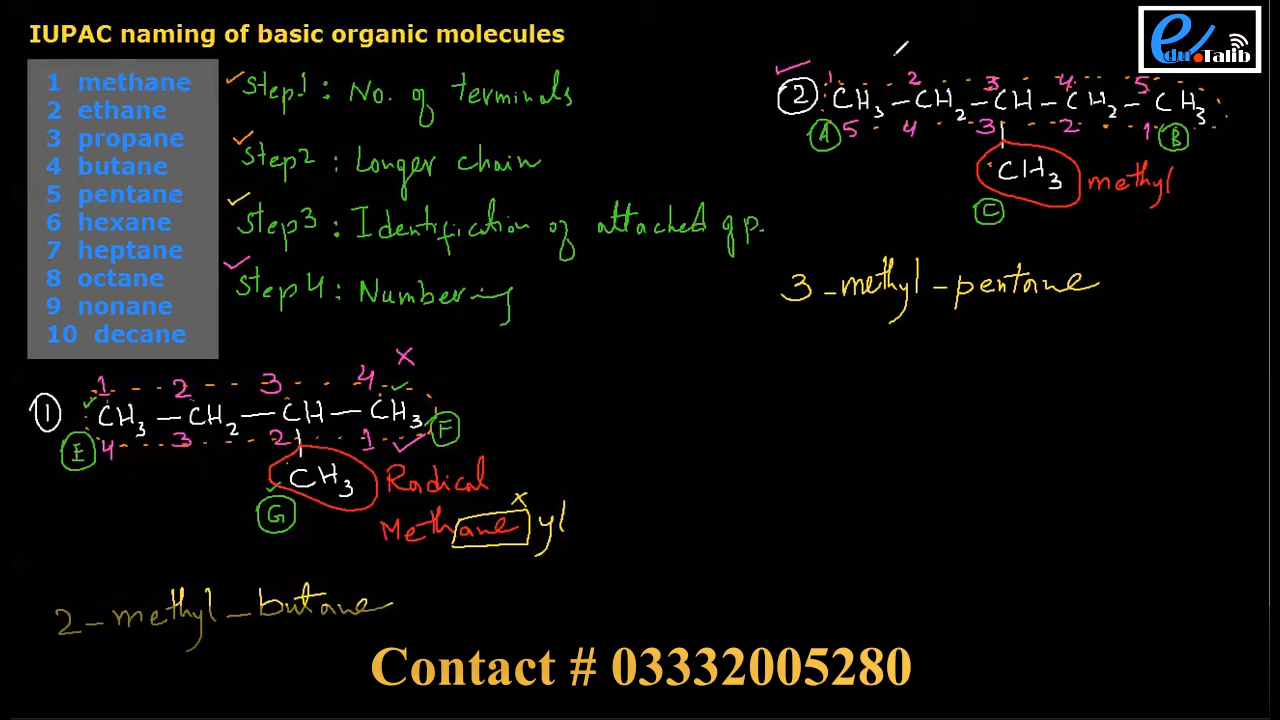 IUPAC naming of basic organic molecules
1 methane
2 ethane
3 propane
4 butane
5 pentane
6 hexane
7 heptane
8 octane
9 nonane
10 decane
Step1 : No. of terminals
Step2 : Longer chain
Step3 : Identification of attached gp.
Step4 : Numbering
1 2 3 4 ×
① CH3 — CH2 — CH — CH3
E 4 3 2 1 F
CH3 Radical
G Methane yl
×
2-methyl-butane
edu.Talib
1 2 3 4 5
② CH3 — CH2 — CH — CH2 — CH3
A 5 4 3 2 1 B
CH3 methyl
C
3-methyl-pentane
Contact # 03332005280